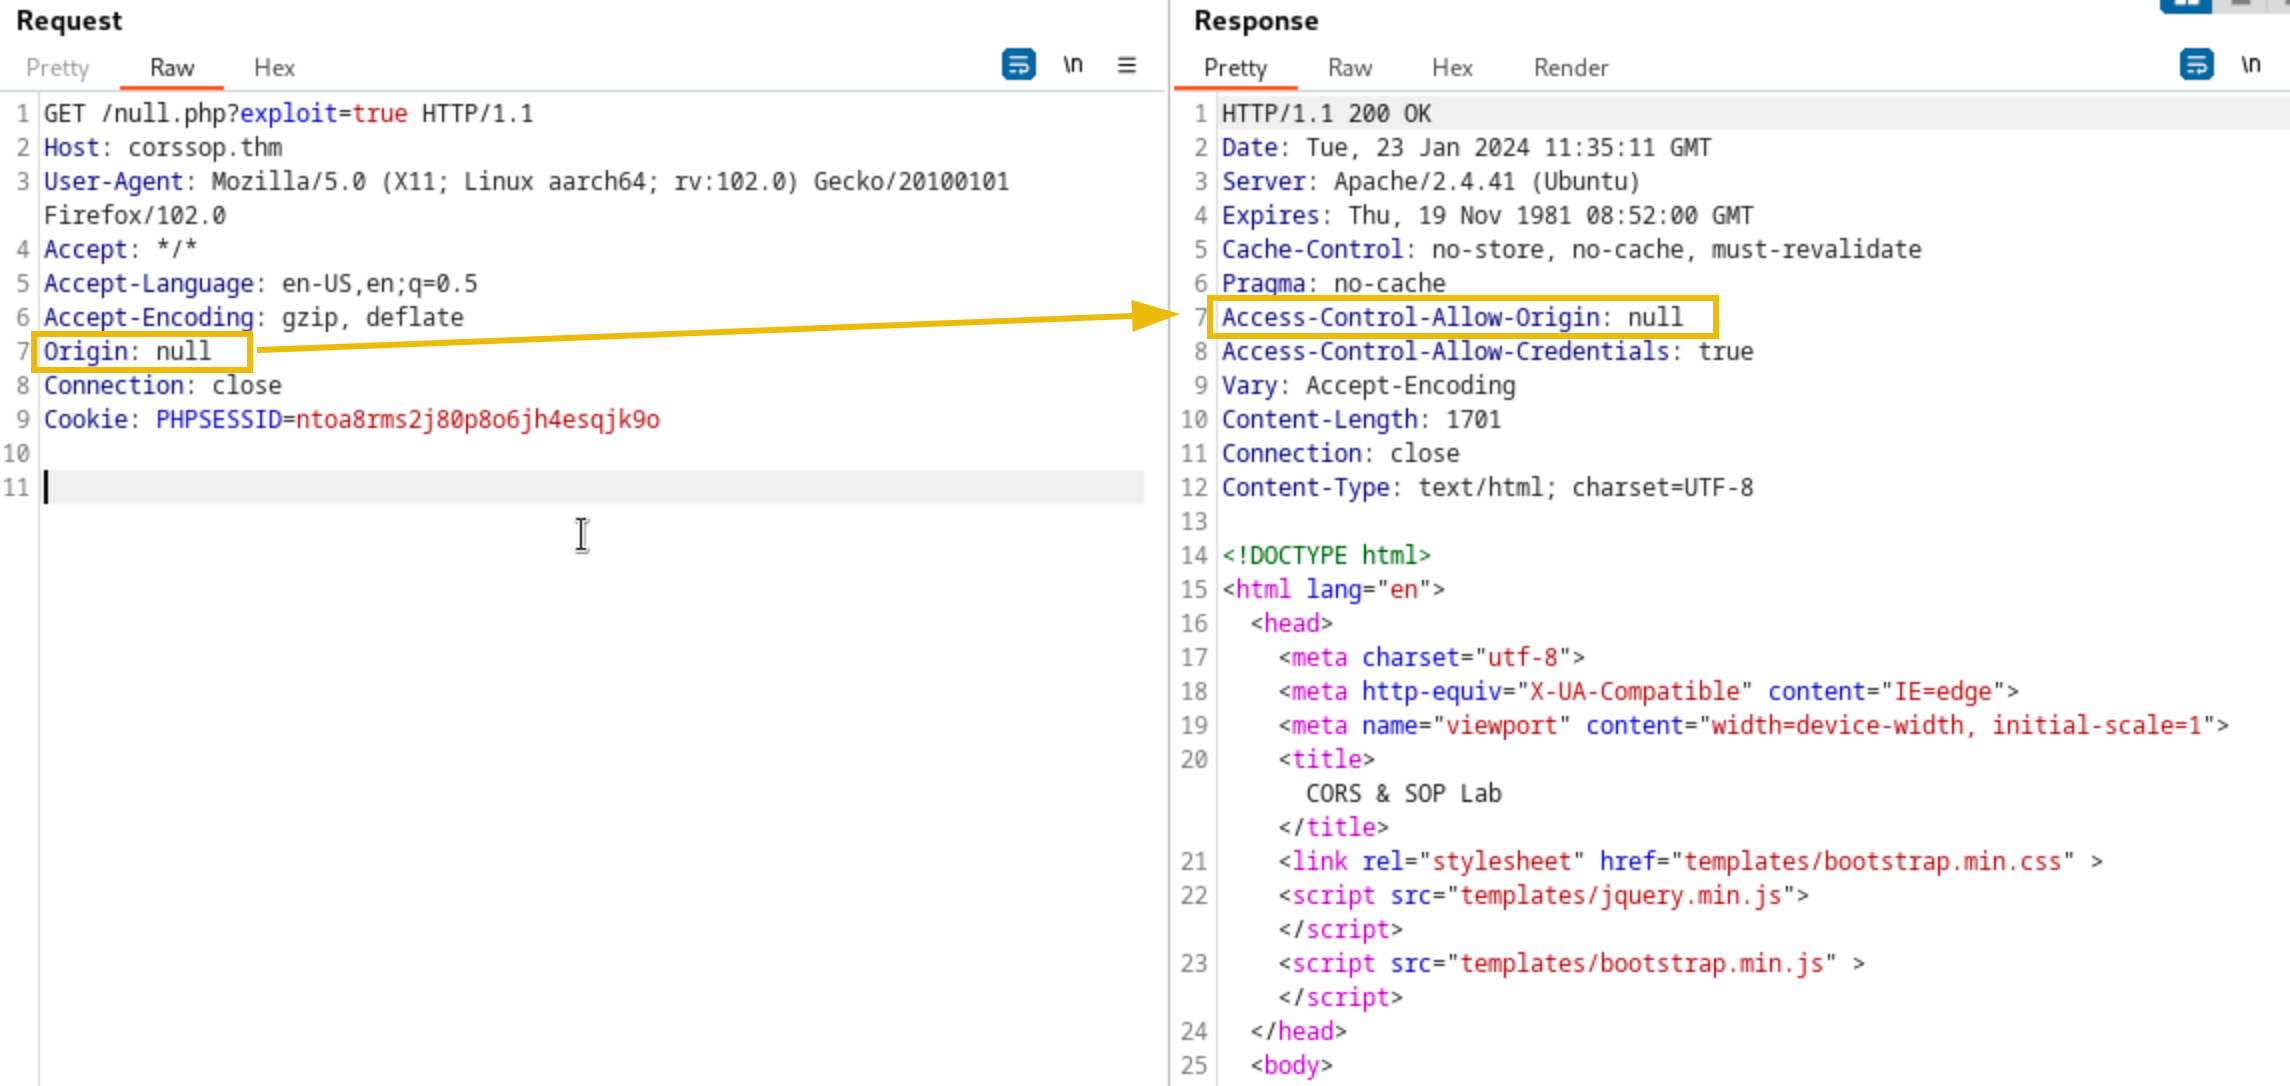 Request
Pretty
Raw
Hex
\n
1 GET /null.php?exploit=true HTTP/1.1
2 Host: corssop.thm
3 User-Agent: Mozilla/5.0 (X11; Linux aarch64; rv:102.0) Gecko/20100101
Firefox/102.0
4 Accept: */*
5 Accept-Language: en-US,en;q=0.5
6 Accept-Encoding: gzip, deflate
7 Origin: null
8 Connection: close
9 Cookie: PHPSESSID=ntoa8rms2j80p8o6jh4esqjk9o
10
11
Response
Pretty
Raw
Hex
Render
\n
1 HTTP/1.1 200 OK
2 Date: Tue, 23 Jan 2024 11:35:11 GMT
3 Server: Apache/2.4.41 (Ubuntu)
4 Expires: Thu, 19 Nov 1981 08:52:00 GMT
5 Cache-Control: no-store, no-cache, must-revalidate
6 Pragma: no-cache
7 Access-Control-Allow-Origin: null
8 Access-Control-Allow-Credentials: true
9 Vary: Accept-Encoding
10 Content-Length: 1701
11 Connection: close
12 Content-Type: text/html; charset=UTF-8
13
14 <!DOCTYPE html>
15 <html lang="en">
16 <head>
17 <meta charset="utf-8">
18 <meta http-equiv="X-UA-Compatible" content="IE=edge">
19 <meta name="viewport" content="width=device-width, initial-scale=1">
20 <title>
CORS & SOP Lab
</title>
21 <link rel="stylesheet" href="templates/bootstrap.min.css" >
22 <script src="templates/jquery.min.js">
</script>
23 <script src="templates/bootstrap.min.js" >
</script>
24 </head>
25 <body>